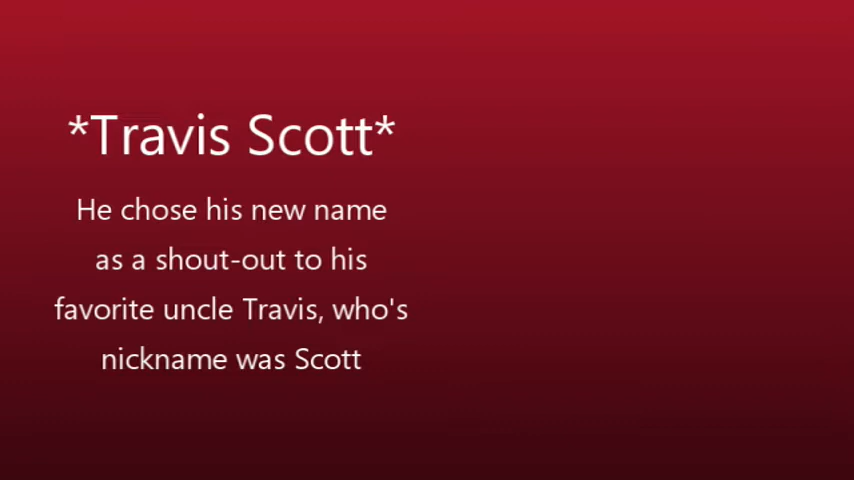 *Travis Scott*
He chose his new name
as a shout-out to his
favorite uncle Travis, who's
nickname was Scott